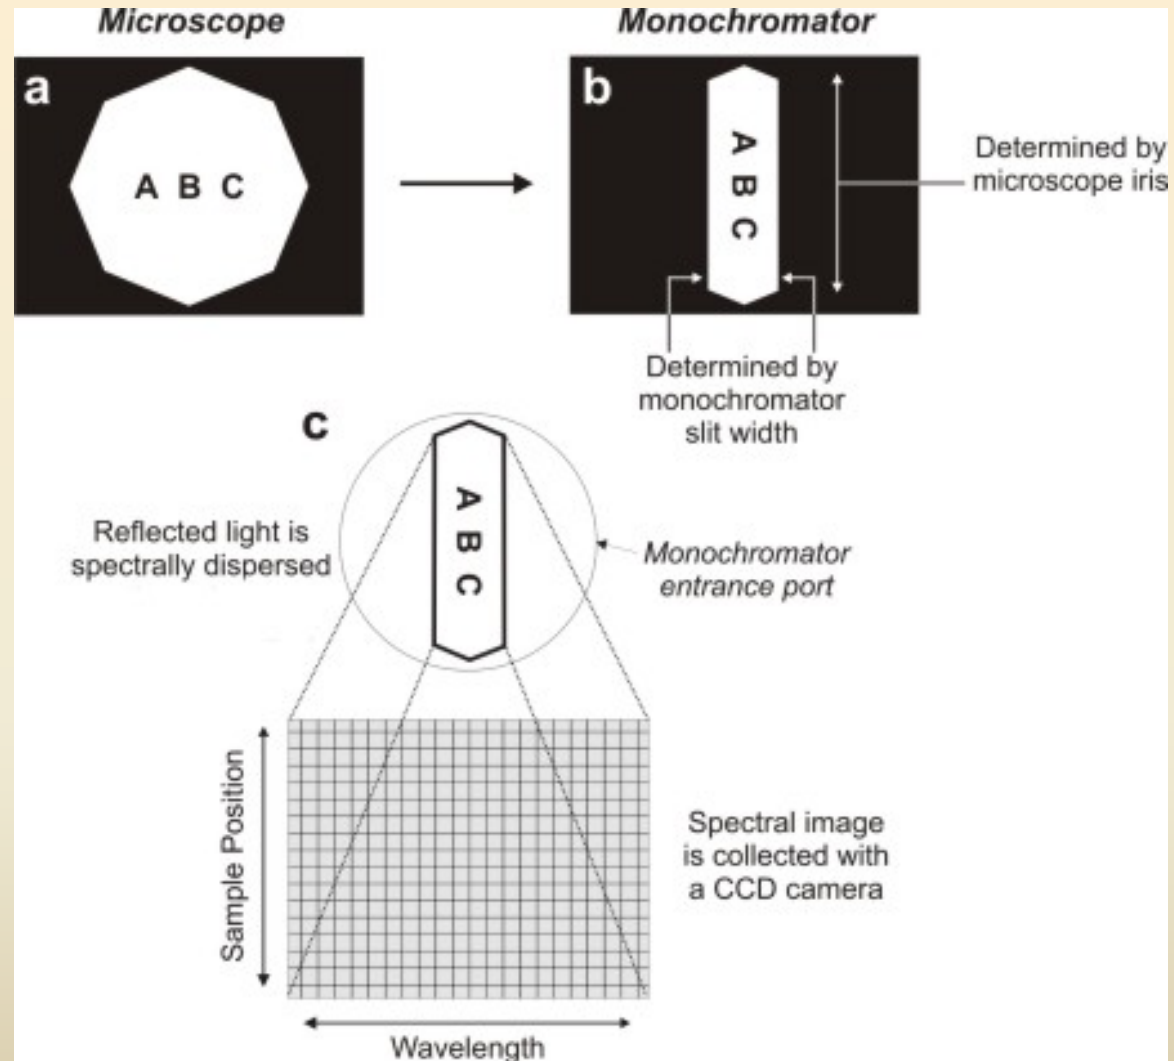 Microscope
Monochromator
a
A B C
b
A
B
C
Determined by
microscope iris
Determined by
monochromator
slit width
c
A
B
C
Reflected light is
spectrally dispersed
Monochromator
entrance port
Sample Position
Spectral image
is collected with
a CCD camera
Wavelength